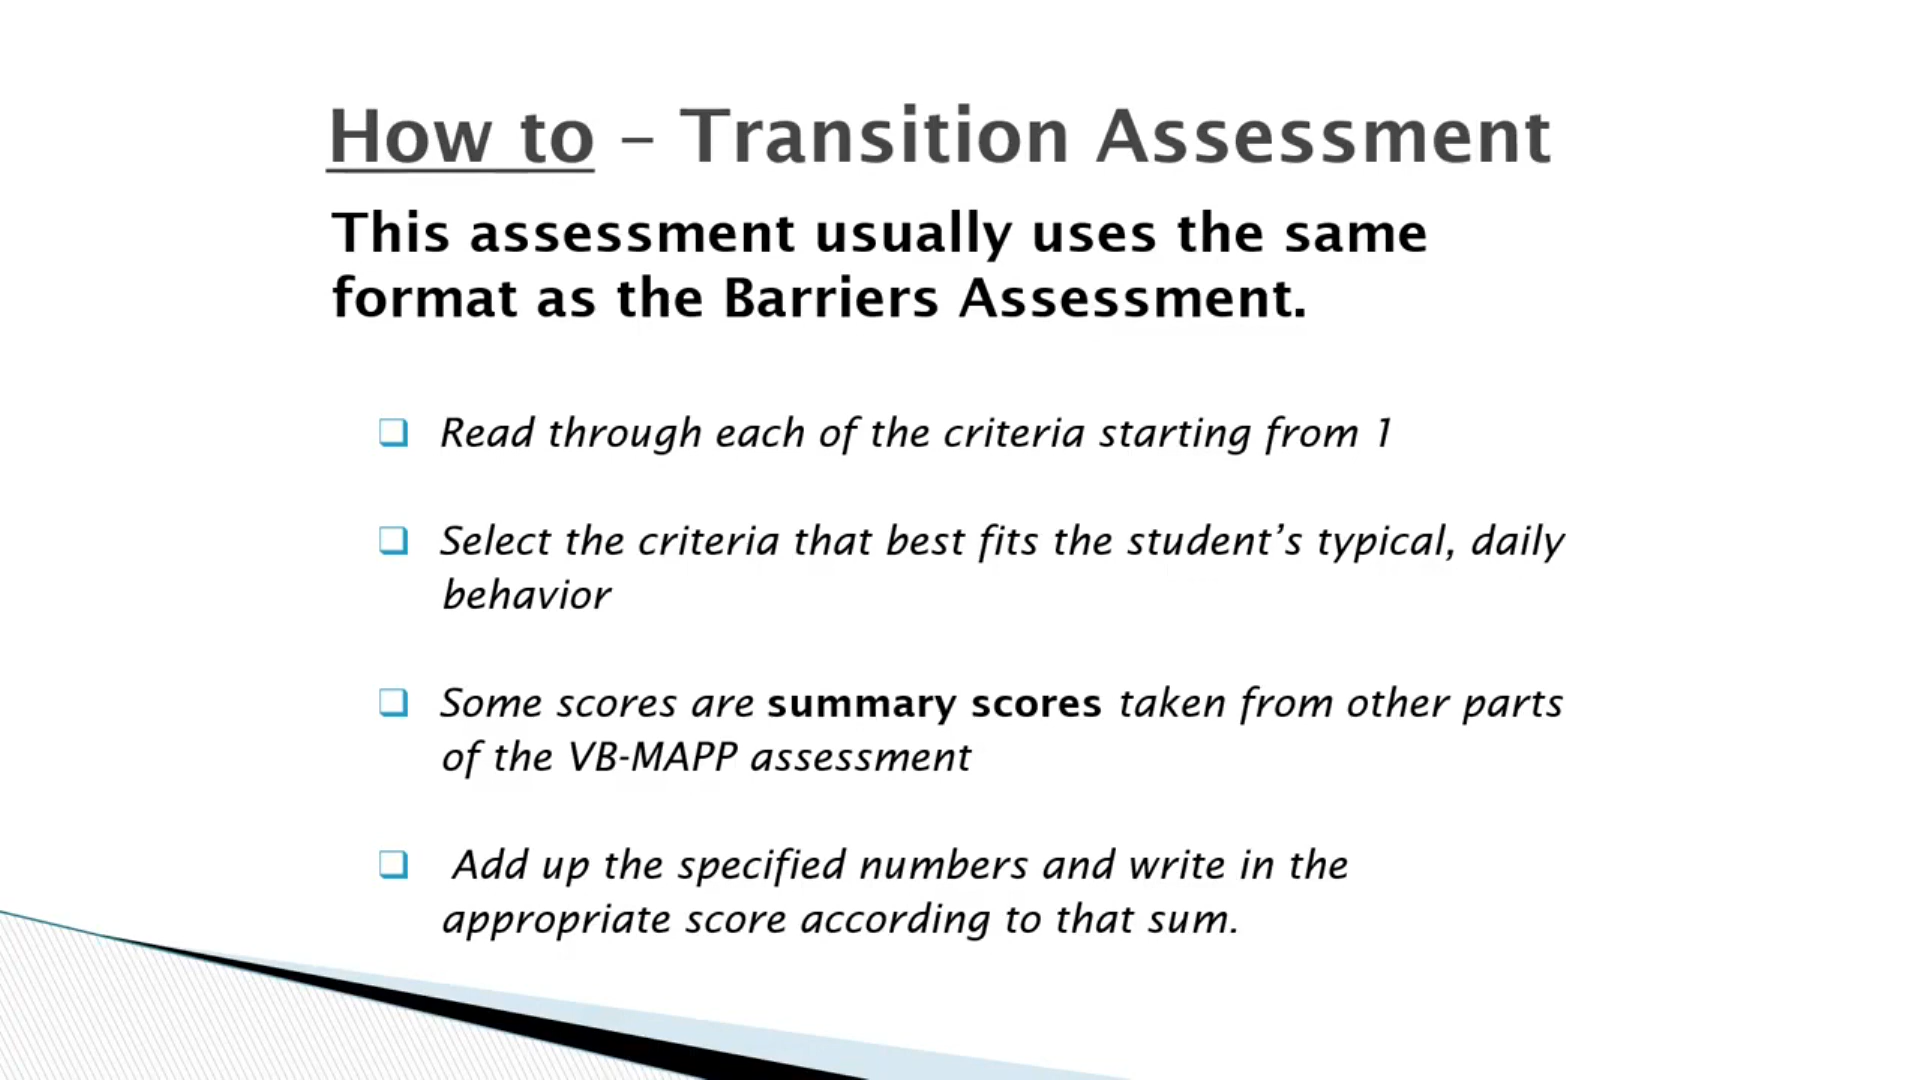 How to – Transition Assessment
This assessment usually uses the same
format as the Barriers Assessment.
Read through each of the criteria starting from 1
Select the criteria that best fits the student’s typical, daily
behavior
Some scores are summary scores taken from other parts
of the VB-MAPP assessment
Add up the specified numbers and write in the
appropriate score according to that sum.